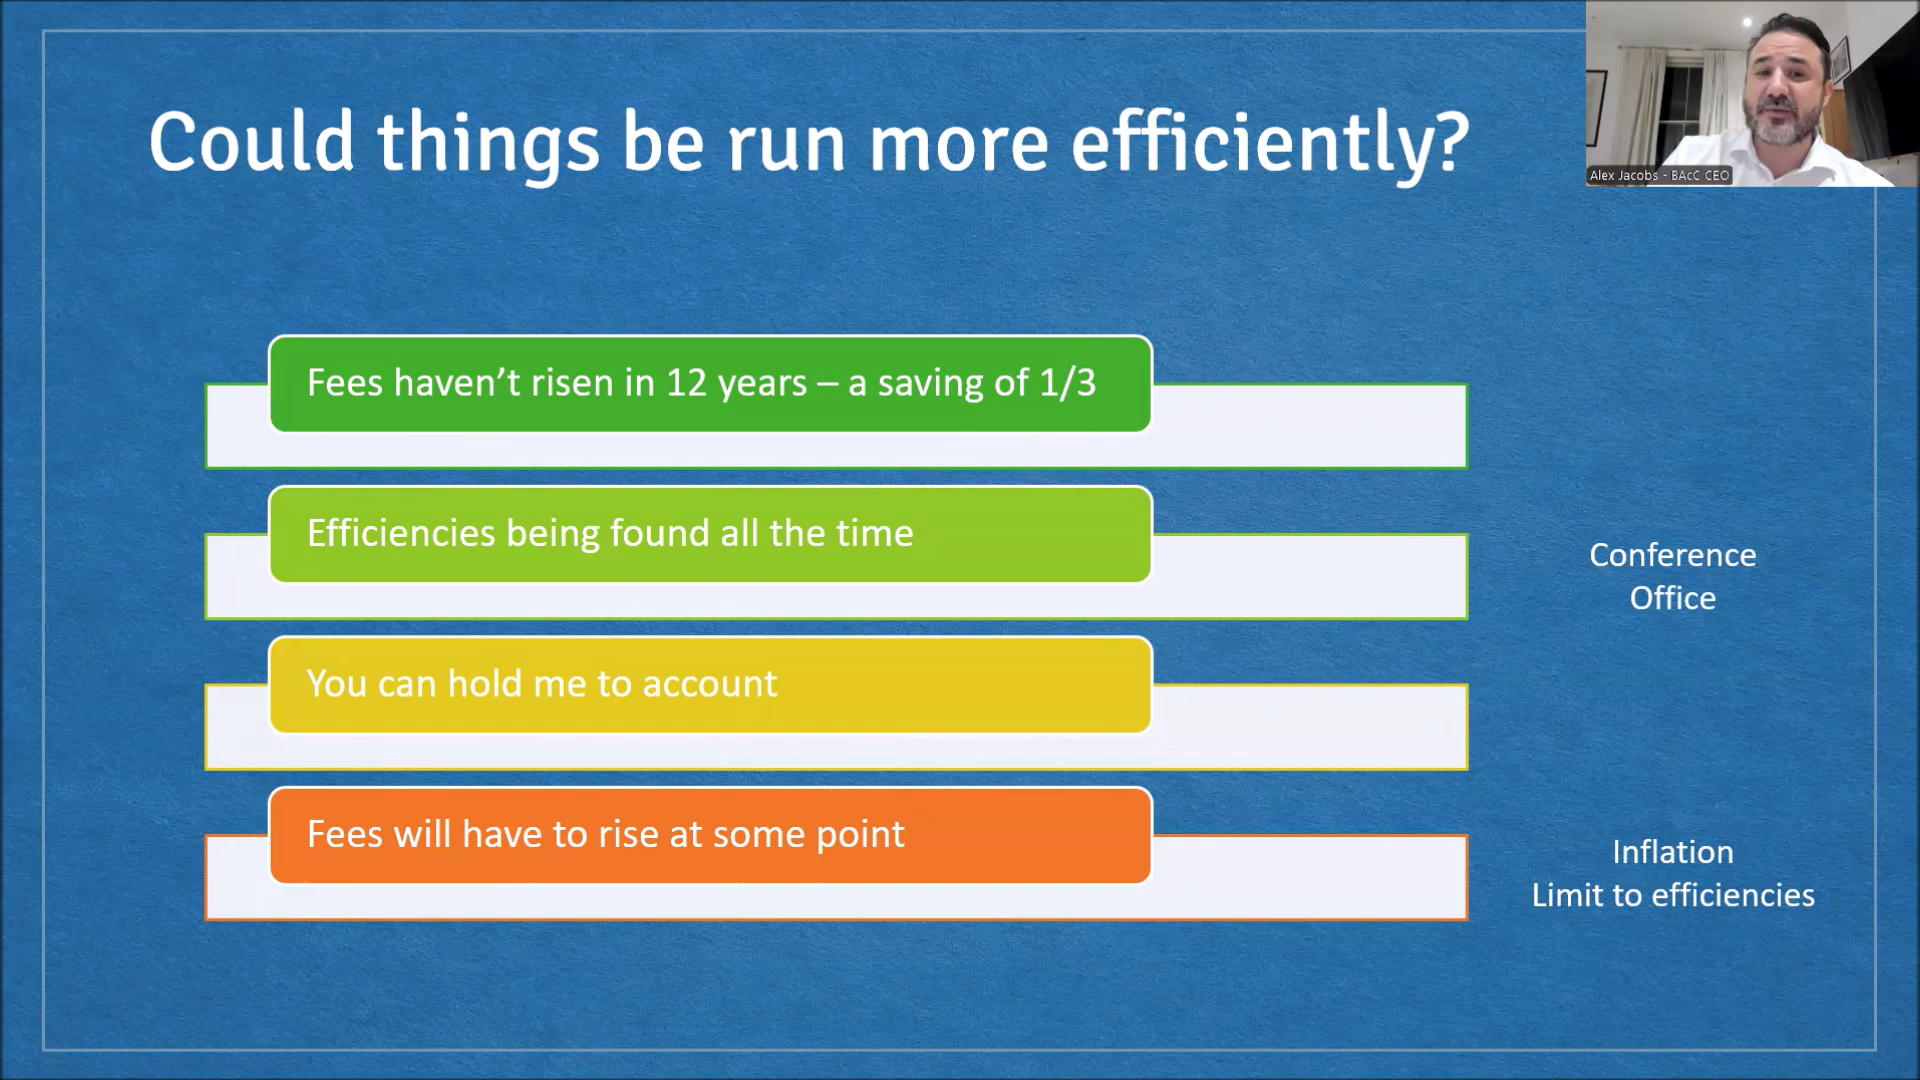 Could things be run more efficiently?
Alex Jacobs - BAcC CEO
Fees haven’t risen in 12 years – a saving of 1/3
Efficiencies being found all the time
Conference
Office
You can hold me to account
Fees will have to rise at some point
Inflation
Limit to efficiencies